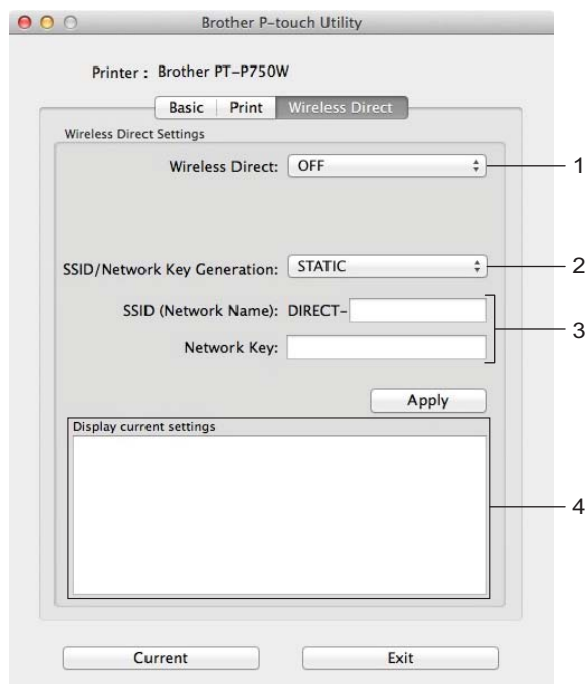 Brother P-touch Utility
Printer : Brother PT-P750W
Basic Print Wireless Direct
Wireless Direct Settings
Wireless Direct: OFF 1
SSID/Network Key Generation: STATIC 2
SSID (Network Name): DIRECT-
3
Network Key:
Apply
Display current settings
4
Current Exit